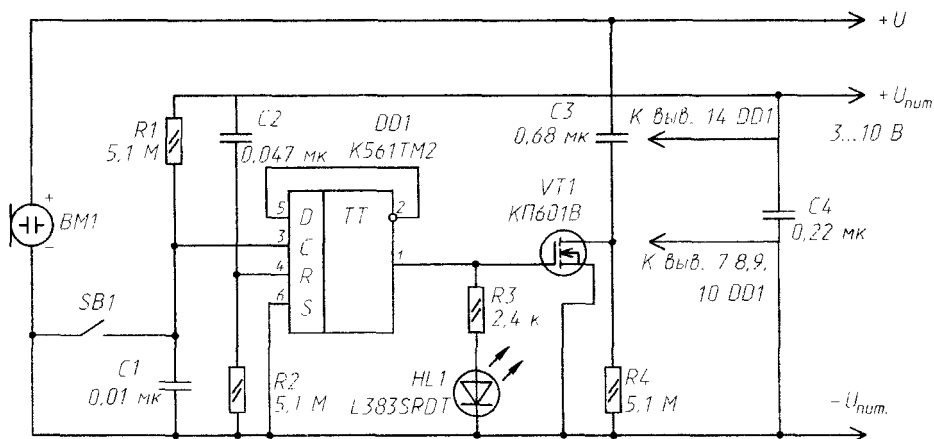 +U
+Uпит
3...10 В
R1
5,1 М
C2
0,047 мк
DD1
К561ТМ2
C3
0,68 мк
К выв. 14 DD1
VT1
КП601В
C4
0,22 мк
К выв. 7 8,9,
10 DD1
+
BM1
–
5
D
TT
2
3
C
4
R
1
6
S
SB1
R3
2,4 к
C1
0,01 мк
R2
5,1 М
HL1
L383SRDT
R4
5,1 М
-Uпит.